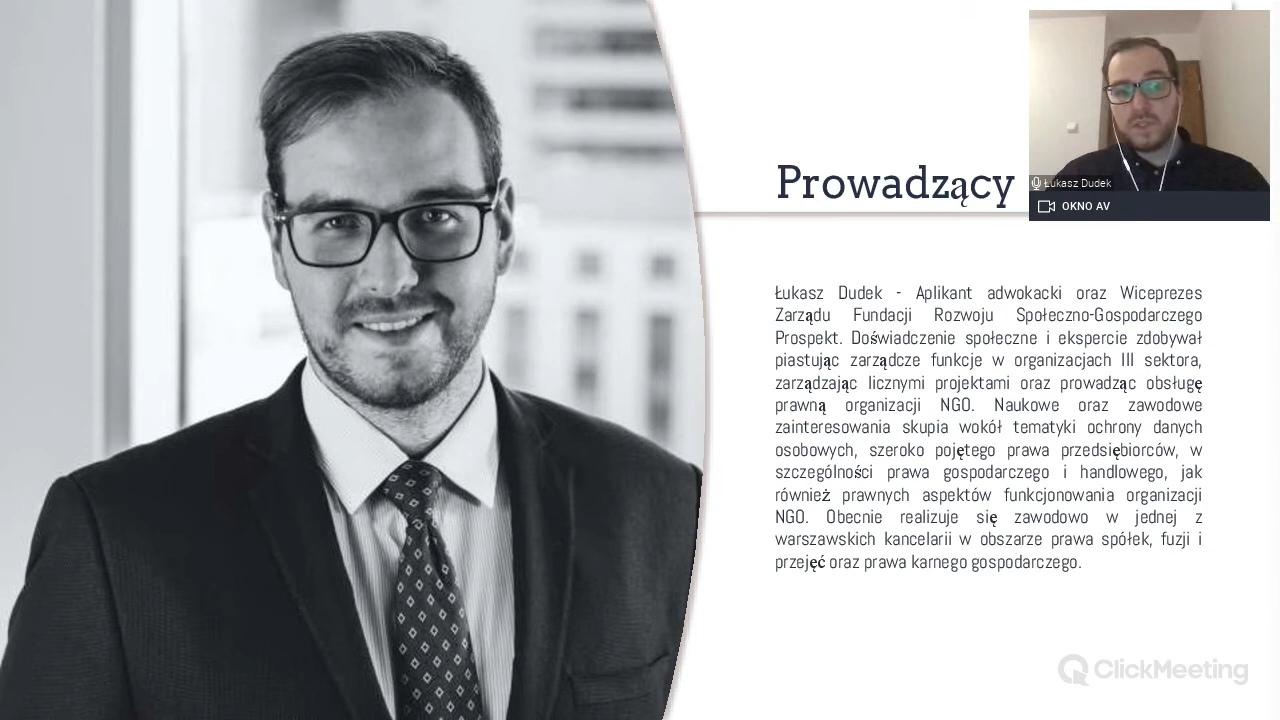 Prowadzący
Łukasz Dudek
OKNO AV
Łukasz Dudek - Aplikant adwokacki oraz Wiceprezes
Zarządu Fundacji Rozwoju Społeczno-Gospodarczego
Prospekt. Doświadczenie społeczne i ekspercie zdobywał
piastując zarządcze funkcje w organizacjach III sektora,
zarządzając licznymi projektami oraz prowadząc obsługę
prawną organizacji NGO. Naukowe oraz zawodowe
zainteresowania skupia wokół tematyki ochrony danych
osobowych, szeroko pojętego prawa przedsiębiorców, w
szczególności prawa gospodarczego i handlowego, jak
również prawnych aspektów funkcjonowania organizacji
NGO. Obecnie realizuje się zawodowo w jednej z
warszawskich kancelarii w obszarze prawa spółek, fuzji i
przejęć oraz prawa karnego gospodarczego.
ClickMeeting